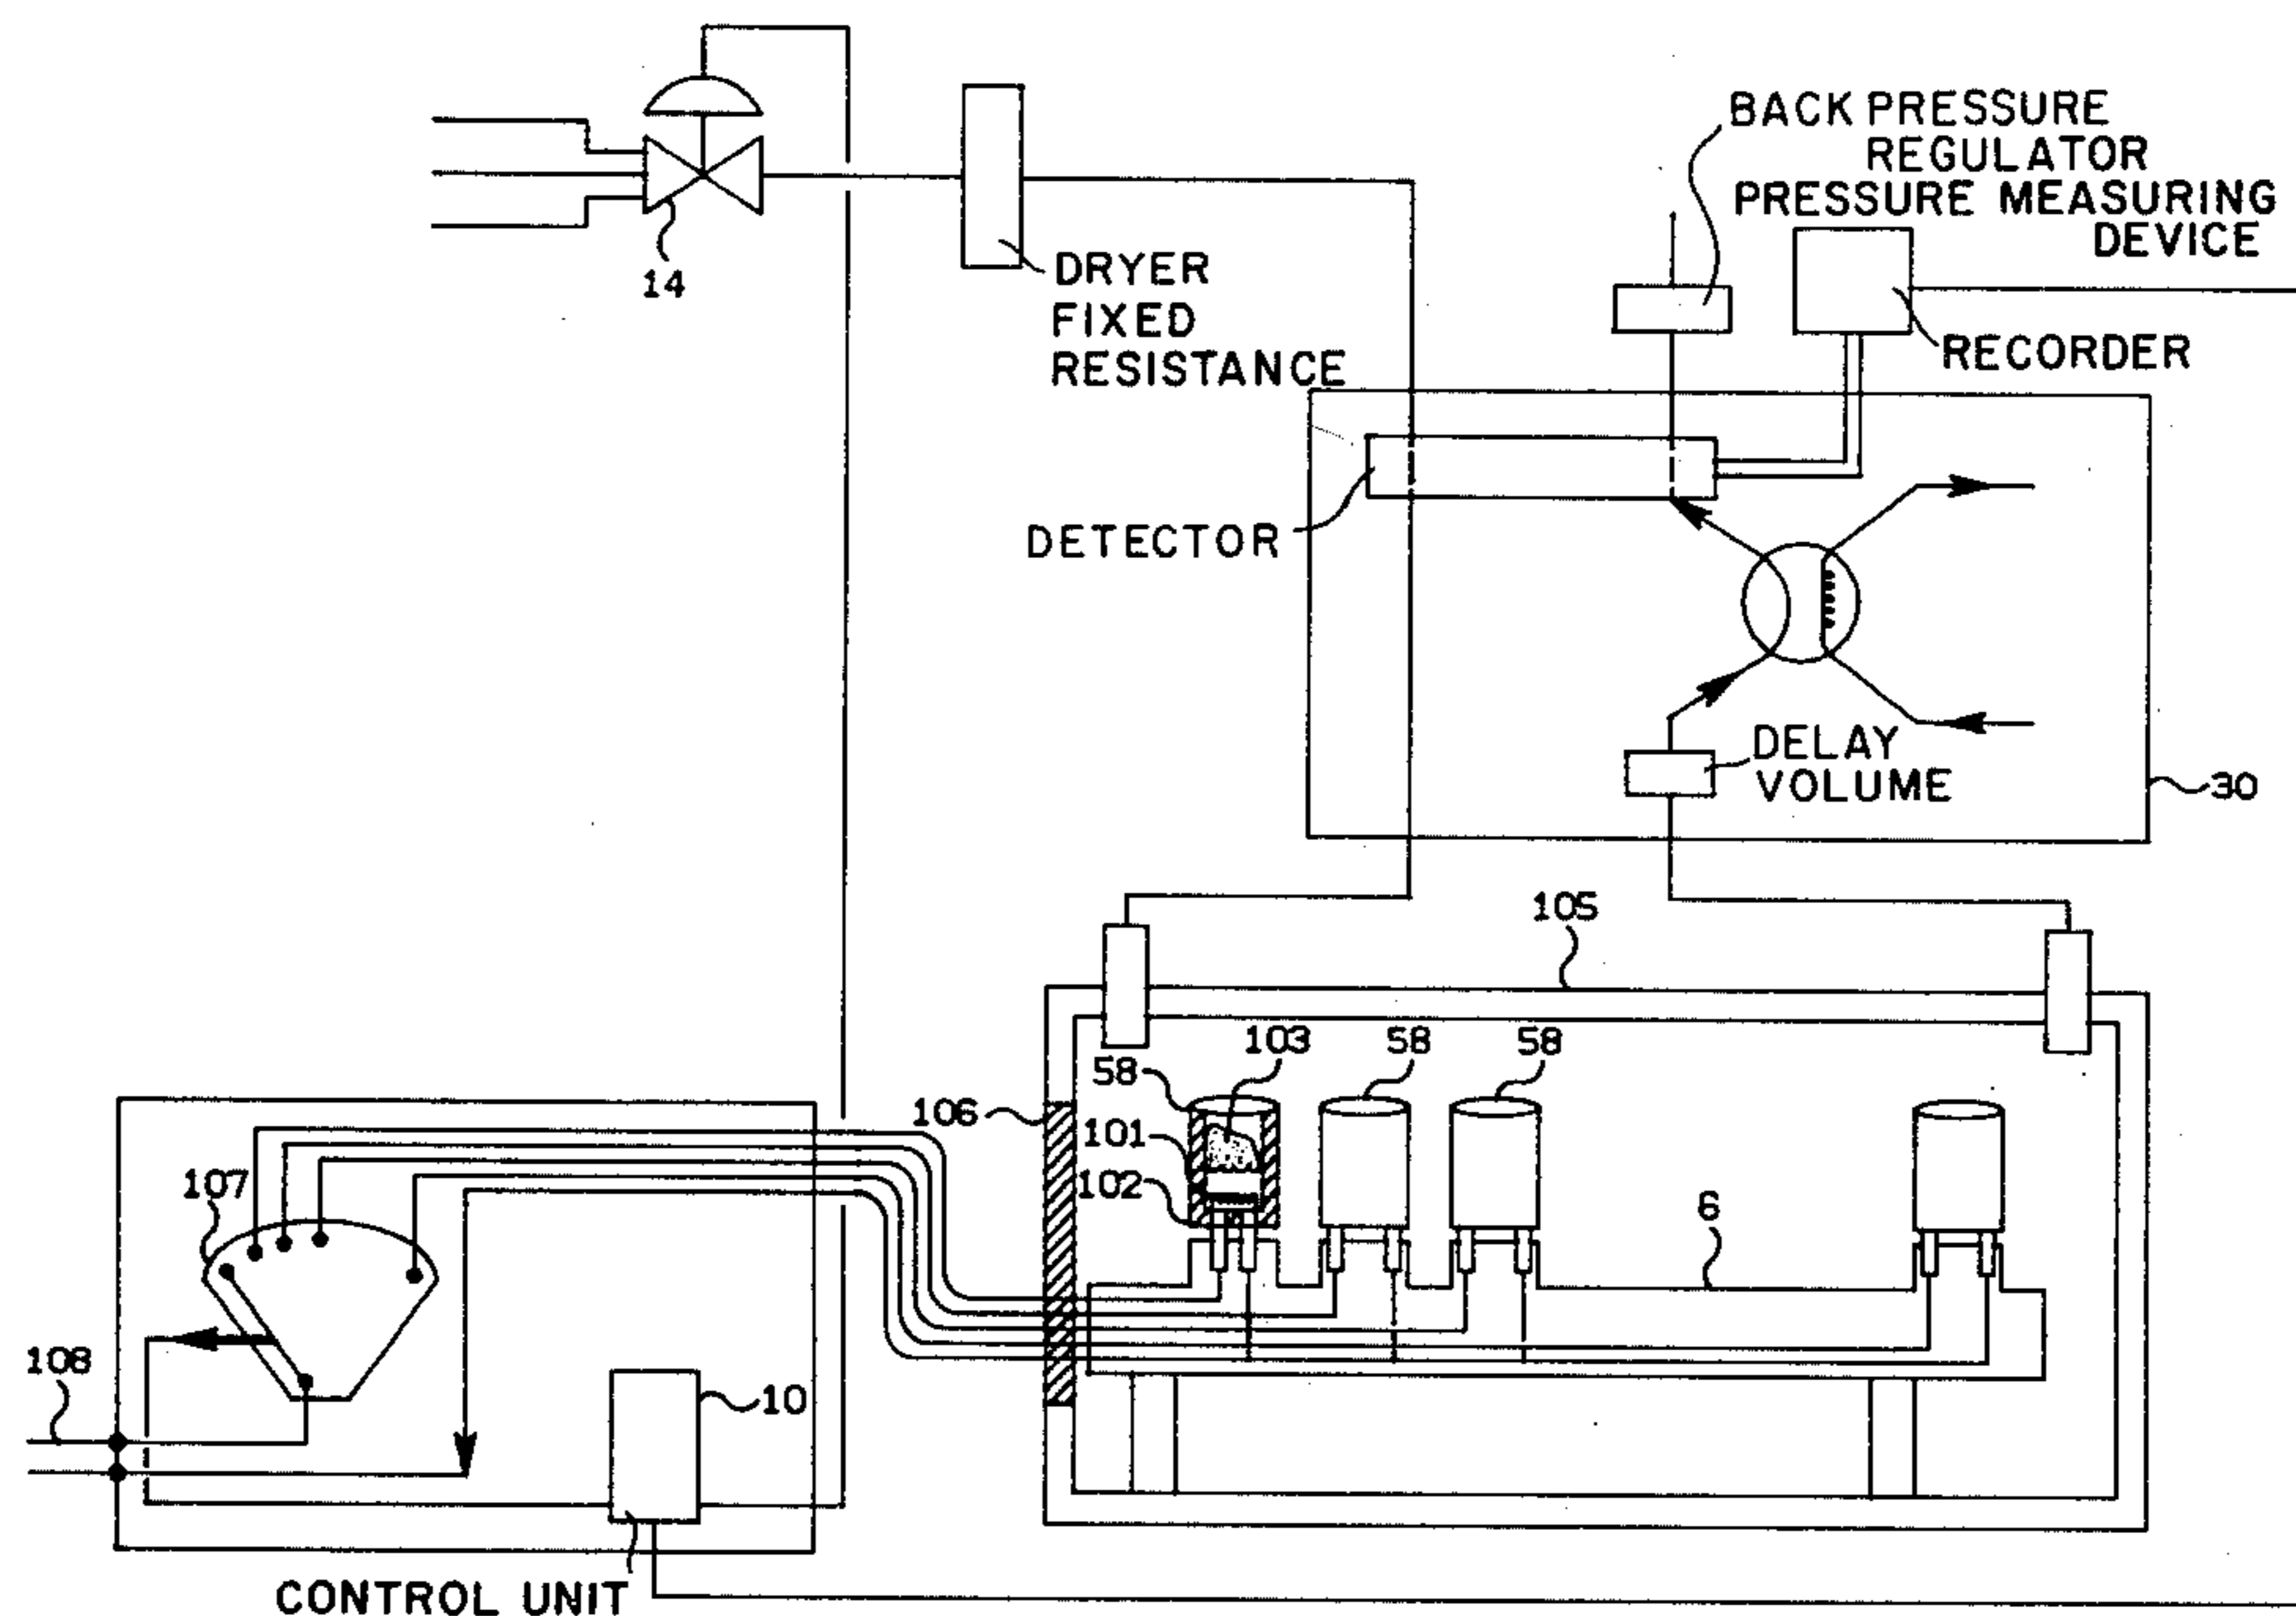 BACK PRESSURE
REGULATOR
PRESSURE MEASURING
DEVICE
14
DRYER
FIXED
RESISTANCE
RECORDER
DETECTOR
DELAY
VOLUME
30
105
103
58
58
58
106
101
102
107
6
108
10
CONTROL UNIT